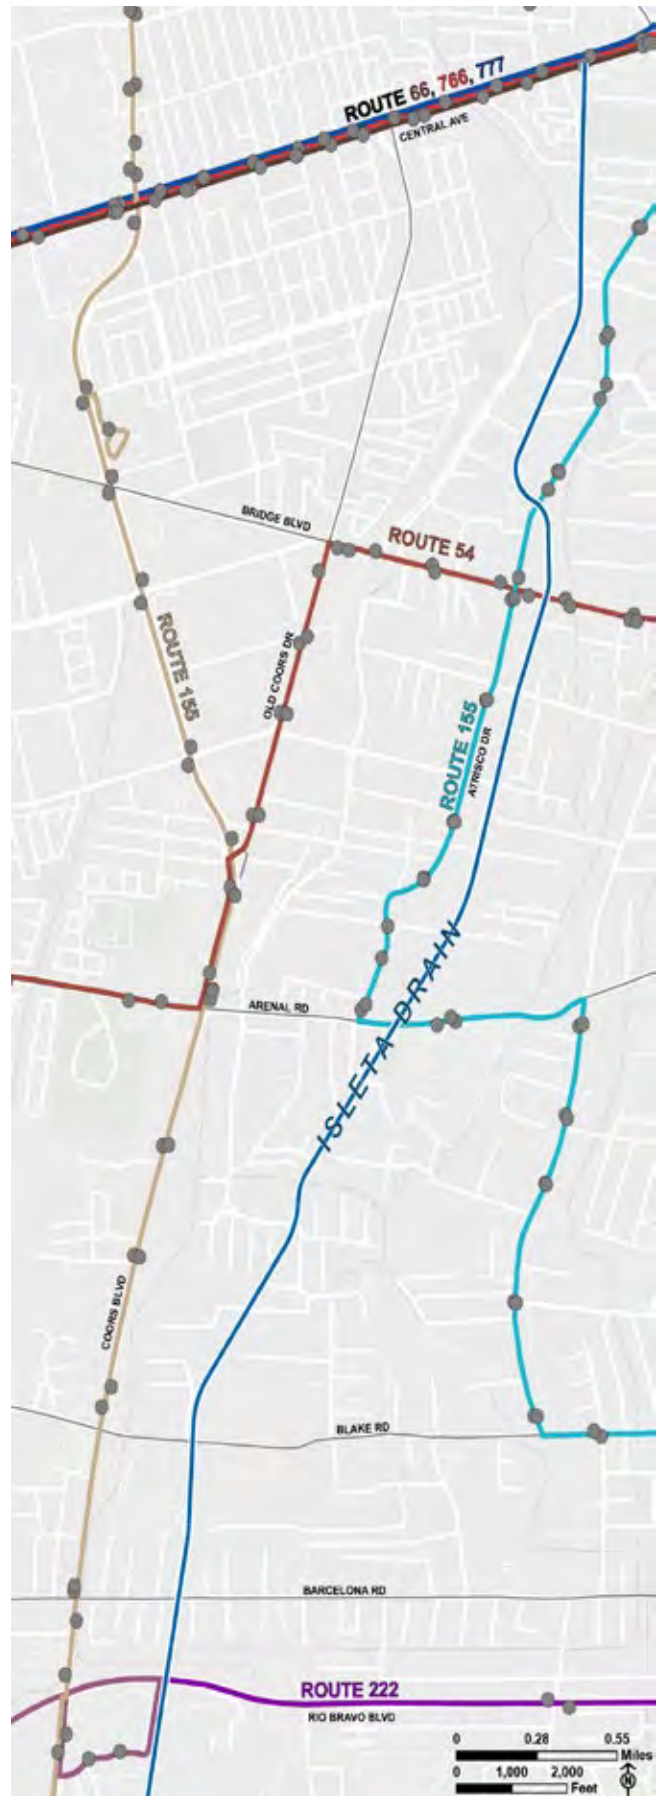 ROUTE 66, 766, 777
CENTRAL AVE
BRIDGE BLVD
ROUTE 54
ROUTE 155
OLD COORS DR
ROUTE 155
ATRISCO DR
ISLETA DRAIN
ARENAL RD
COORS BLVD
BLAKE RD
BARCELONA RD
ROUTE 222
RIO BRAVO BLVD
0 0.28 0.55
Miles
0 1,000 2,000
Feet
N